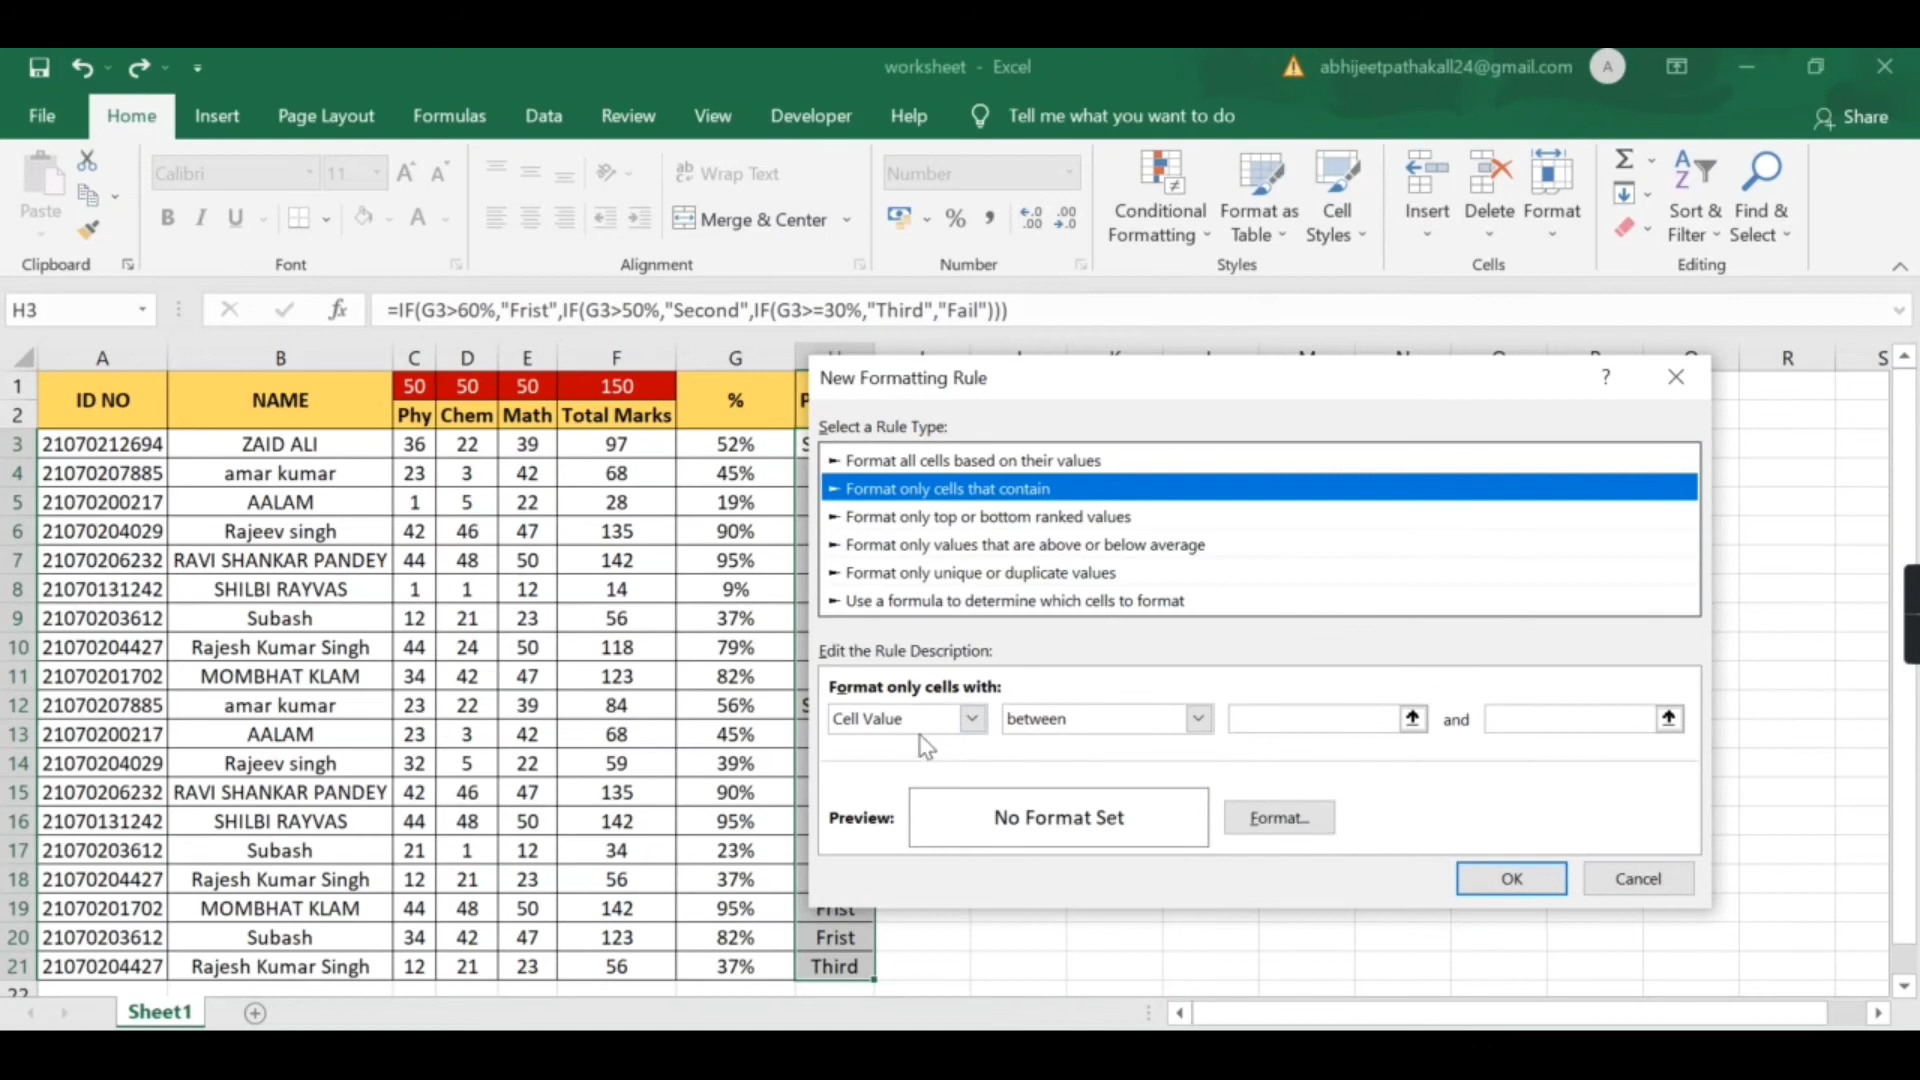 worksheet - Excel
abhijeetpathakall24@gmail.com
A
File Home Insert Page Layout Formulas Data Review View Developer Help Tell me what you want to do Share
Paste
Clipboard
Calibri 11
B I U
Font
Wrap Text
Merge & Center
Alignment
Number
%
Number
Conditional Formatting
Format as Table
Cell Styles
Styles
Insert Delete Format
Cells
Sort & Filter
Find & Select
Editing
H3 fx =IF(G3>60%,"Frist",IF(G3>50%,"Second",IF(G3>=30%,"Third","Fail")))
A B C D E F G R S
1 ID NO NAME 50 50 50 150 %
2 Phy Chem Math Total Marks
3 21070212694 ZAID ALI 36 22 39 97 52%
4 21070207885 amar kumar 23 3 42 68 45%
5 21070200217 AALAM 1 5 22 28 19%
6 21070204029 Rajeev singh 42 46 47 135 90%
7 21070206232 RAVI SHANKAR PANDEY 44 48 50 142 95%
8 21070131242 SHILBI RAYVAS 1 1 12 14 9%
9 21070203612 Subash 12 21 23 56 37%
10 21070204427 Rajesh Kumar Singh 44 24 50 118 79%
11 21070201702 MOMBHAT KLAM 34 42 47 123 82%
12 21070207885 amar kumar 23 22 39 84 56%
13 21070200217 AALAM 23 3 42 68 45%
14 21070204029 Rajeev singh 32 5 22 59 39%
15 21070206232 RAVI SHANKAR PANDEY 42 46 47 135 90%
16 21070131242 SHILBI RAYVAS 44 48 50 142 95%
17 21070203612 Subash 21 1 12 34 23%
18 21070204427 Rajesh Kumar Singh 12 21 23 56 37%
19 21070201702 MOMBHAT KLAM 44 48 50 142 95% Frist
20 21070203612 Subash 34 42 47 123 82% Frist
21 21070204427 Rajesh Kumar Singh 12 21 23 56 37% Third
22
New Formatting Rule ?
Select a Rule Type:
► Format all cells based on their values
► Format only cells that contain
► Format only top or bottom ranked values
► Format only values that are above or below average
► Format only unique or duplicate values
► Use a formula to determine which cells to format
Edit the Rule Description:
Format only cells with:
Cell Value between and
Preview: No Format Set Format...
OK Cancel
Sheet1